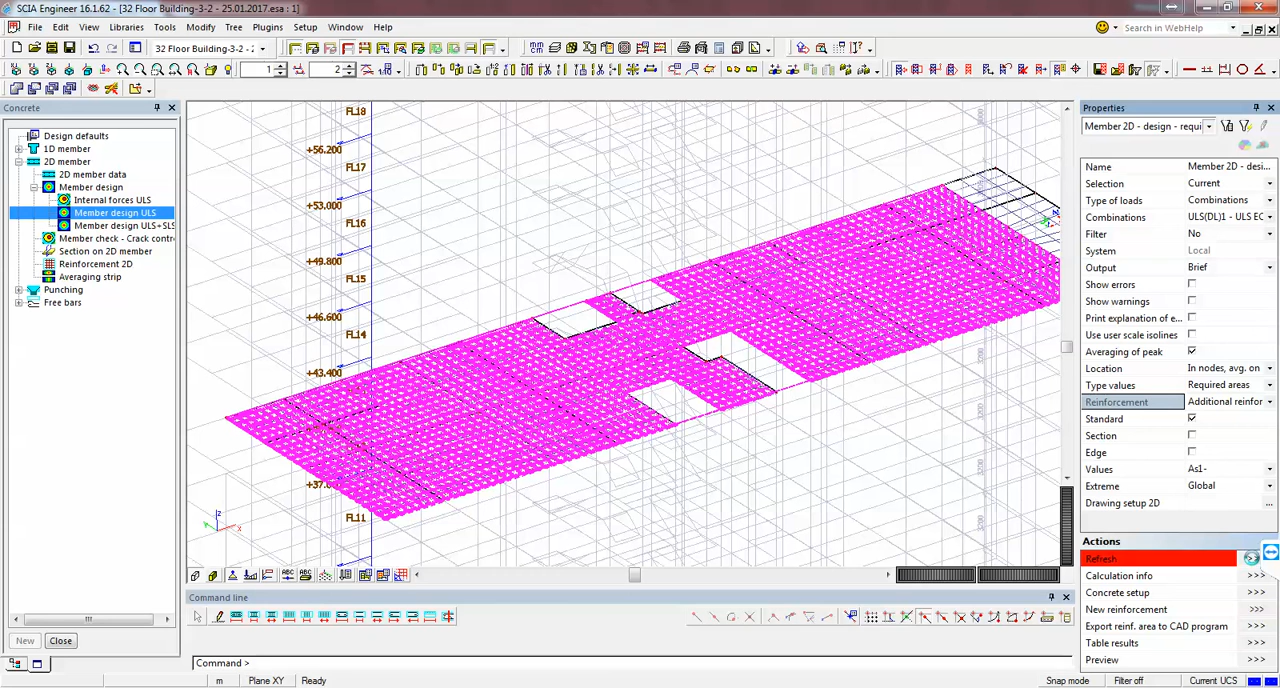 SCIA Engineer 16.1.62 - [32 Floor Building-3-2 - 25.01.2017.esa : 1]
File Edit View Libraries Tools Modify Tree Plugins Setup Window Help
Search in WebHelp
32 Floor Building-3-2 - 2
1 2
Concrete
Design defaults
1D member
2D member
2D member data
Member design
Internal forces ULS
Member design ULS
Member design ULS+SLS
Member check - Crack contr
Section on 2D member
Reinforcement 2D
Averaging strip
Punching
Free bars
New Close
FL18
+56.200
FL17
+53.000
FL16
+49.800
FL15
+46.600
FL14
+43.400
+37.0
FL11
Command line
Command >
Properties
Member 2D - design - requi
Name Member 2D - desi...
Selection Current
Type of loads Combinations
Combinations ULS(DL)1 - ULS EC
Filter No
System Local
Output Brief
Show errors
Show warnings
Print explanation of e...
Use user scale isolines
Averaging of peak
Location In nodes, avg. on
Type values Required areas
Reinforcement Additional reinfor
Standard
Section
Edge
Values As1-
Extreme Global
Drawing setup 2D ...
Actions
Refresh
Calculation info >>>
Concrete setup >>>
New reinforcement >>>
Export reinf. area to CAD program >>>
Table results >>>
Preview >>>
m Plane XY Ready Snap mode Filter off Current UCS